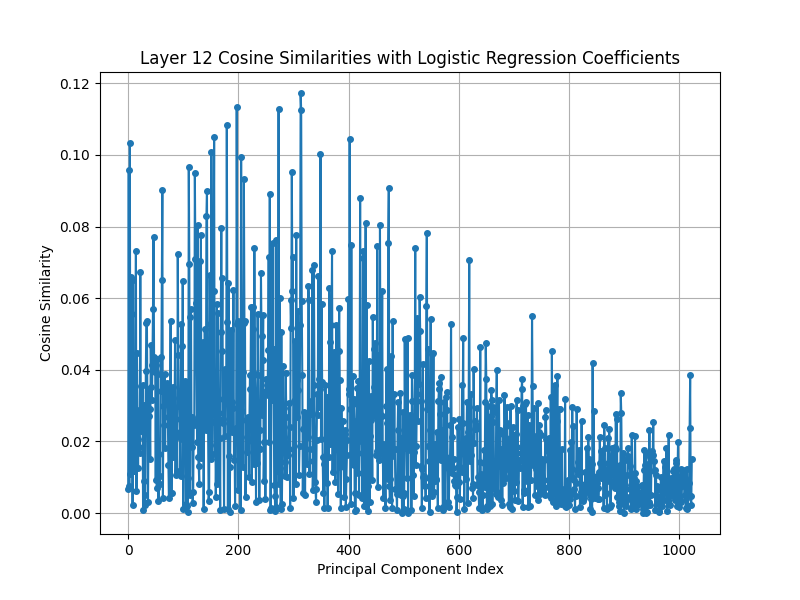 Layer 12 Cosine Similarities with Logistic Regression Coefficients
0.12
0.10
0.08
0.06
0.04
0.02
0.00
Cosine Similarity
0 200 400 600 800 1000
Principal Component Index